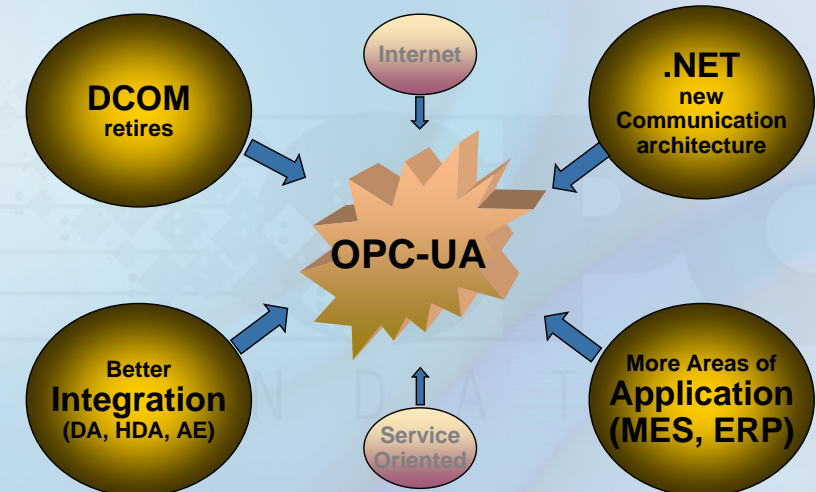 DCOM
retires
Internet
.NET
new
Communication
architecture
OPC-UA
Better
Integration
(DA, HDA, AE)
Service
Oriented
More Areas of
Application
(MES, ERP)